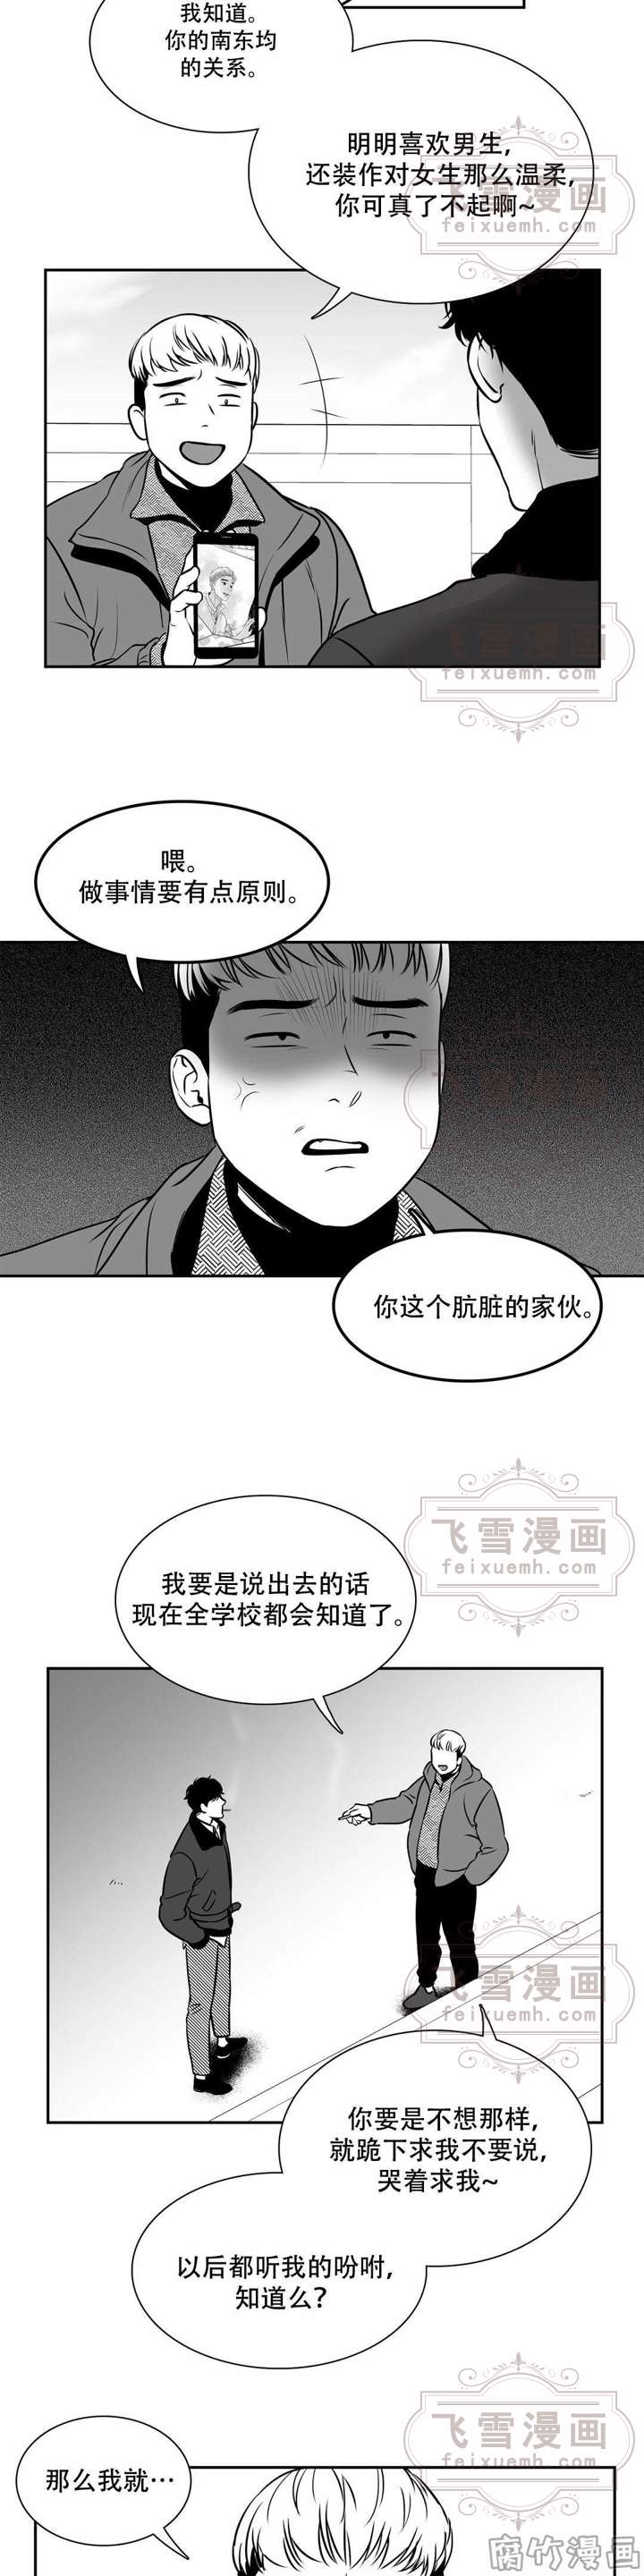 我知道。
你的南东均
的关系。
明明喜欢男生，
还装作对女生那么温柔，
你可真了不起啊~
飞雪漫画
feixuemh.com
飞雪漫画
feixuemh.com
喂。
做事情要有点原则。
飞雪漫画
你这个肮脏的家伙。
飞雪漫画
feixuemh.com
我要是说出去的话
现在全学校都会知道了。
飞雪漫画
feixuemh.com
你要是不想那样，
就跪下求我不要说，
哭着求我~
以后都听我的吩咐，
知道么?
飞雪漫画
feixuemh.com
那么我就…
腐竹漫画